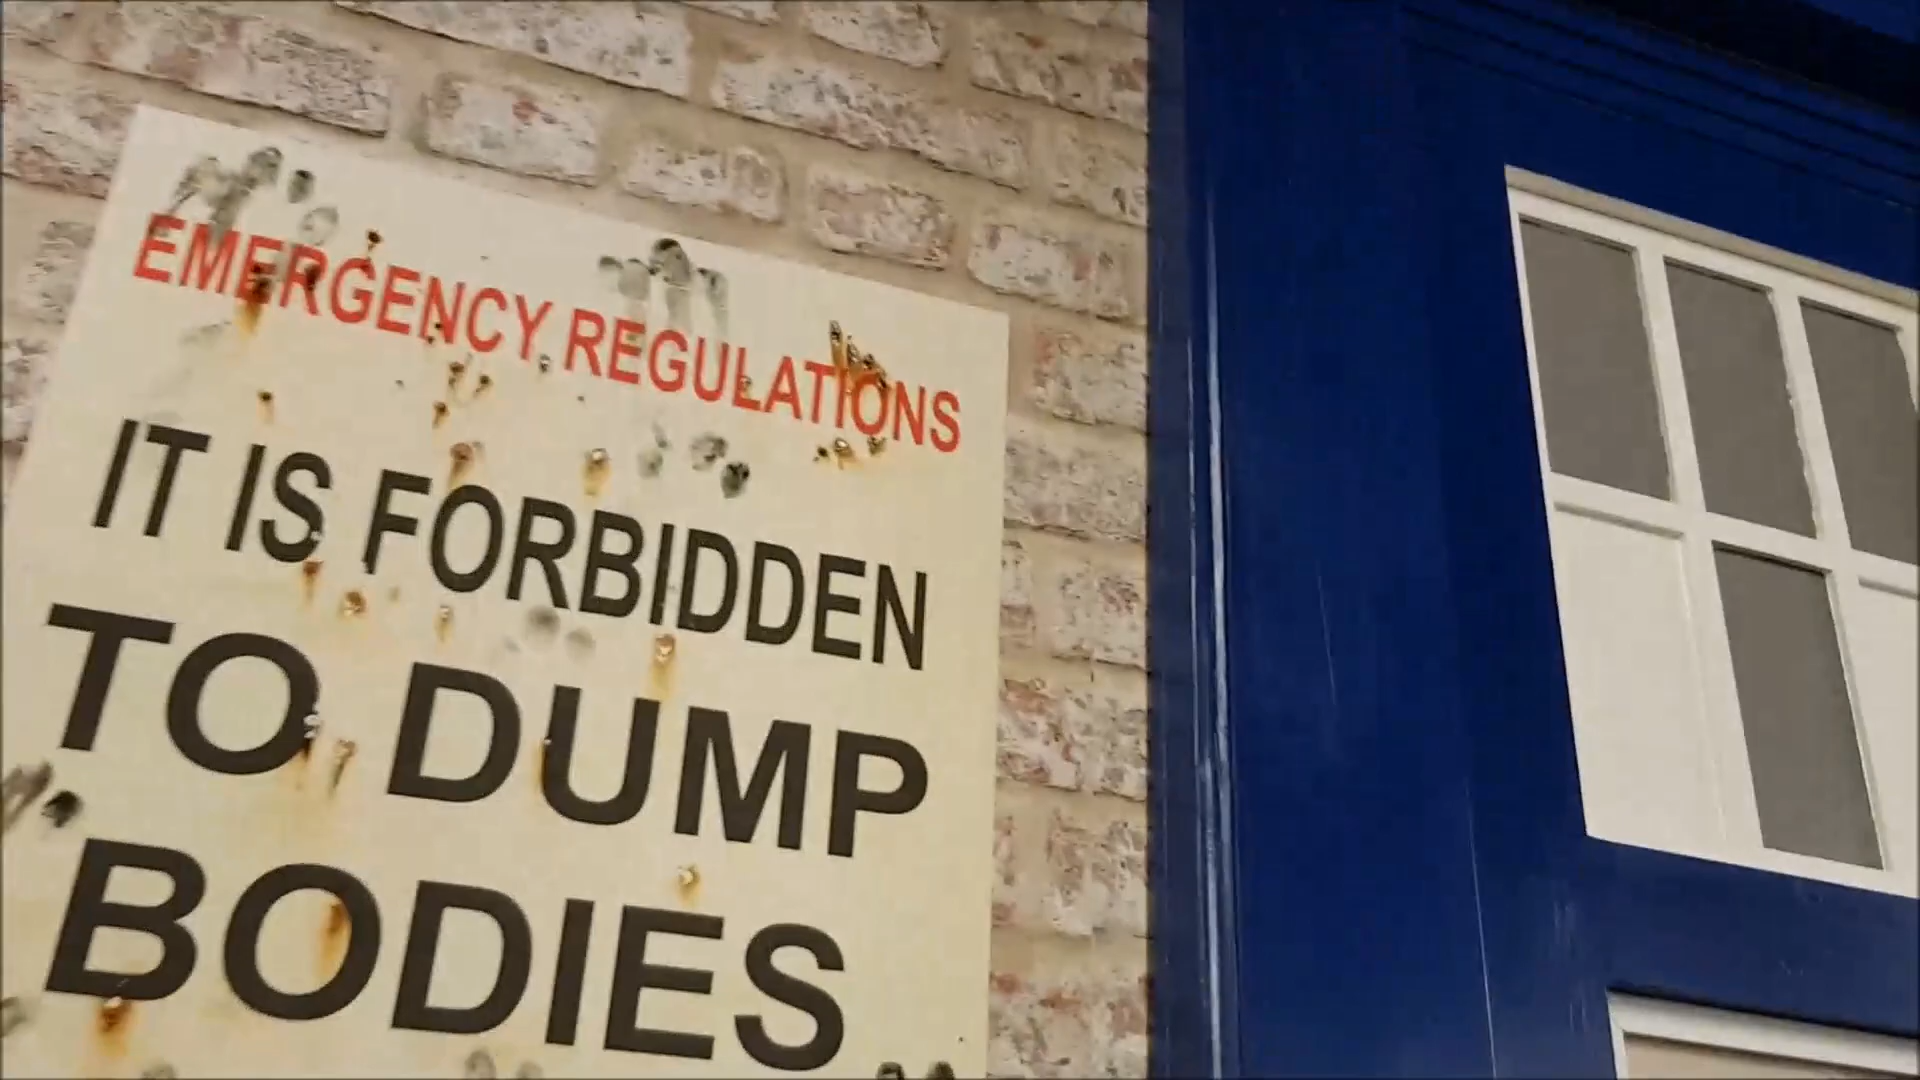 EMERGENCY REGULATIONS
IT IS FORBIDDEN
TO DUMP
BODIES